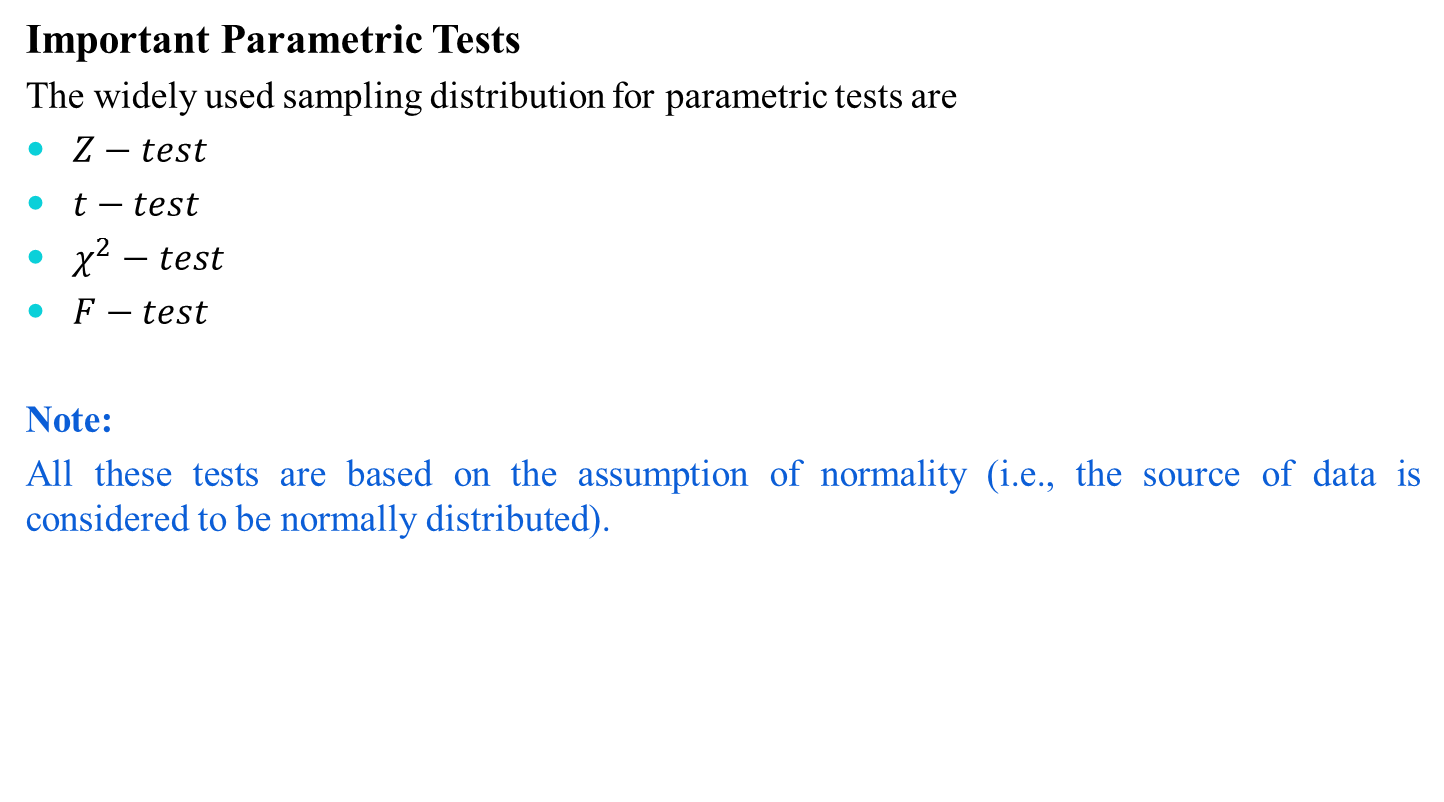 Important Parametric Tests
The widely used sampling distribution for parametric tests are
• Z – test
• t – test
• χ² – test
• F – test
Note:
All these tests are based on the assumption of normality (i.e., the source of data is
considered to be normally distributed).